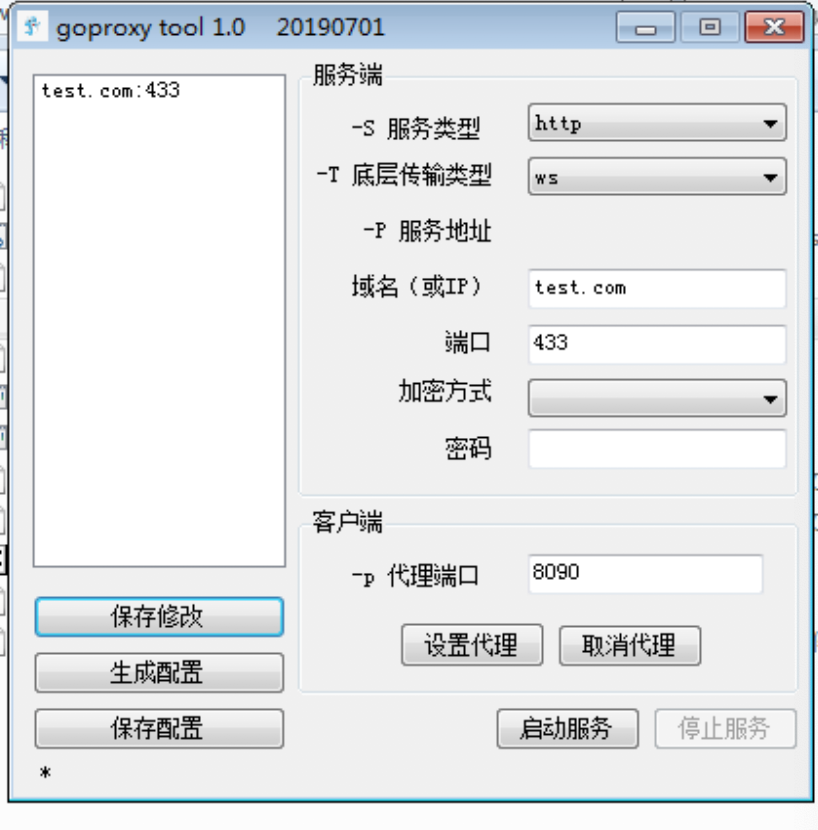 goproxy tool 1.0 20190701
test.com:433
服务端
-S 服务类型 http
-T 底层传输类型 ws
-P 服务地址
域名（或IP） test.com
端口 433
加密方式
密码
客户端
-p 代理端口 8090
设置代理 取消代理
保存修改
生成配置
保存配置
启动服务 停止服务
*